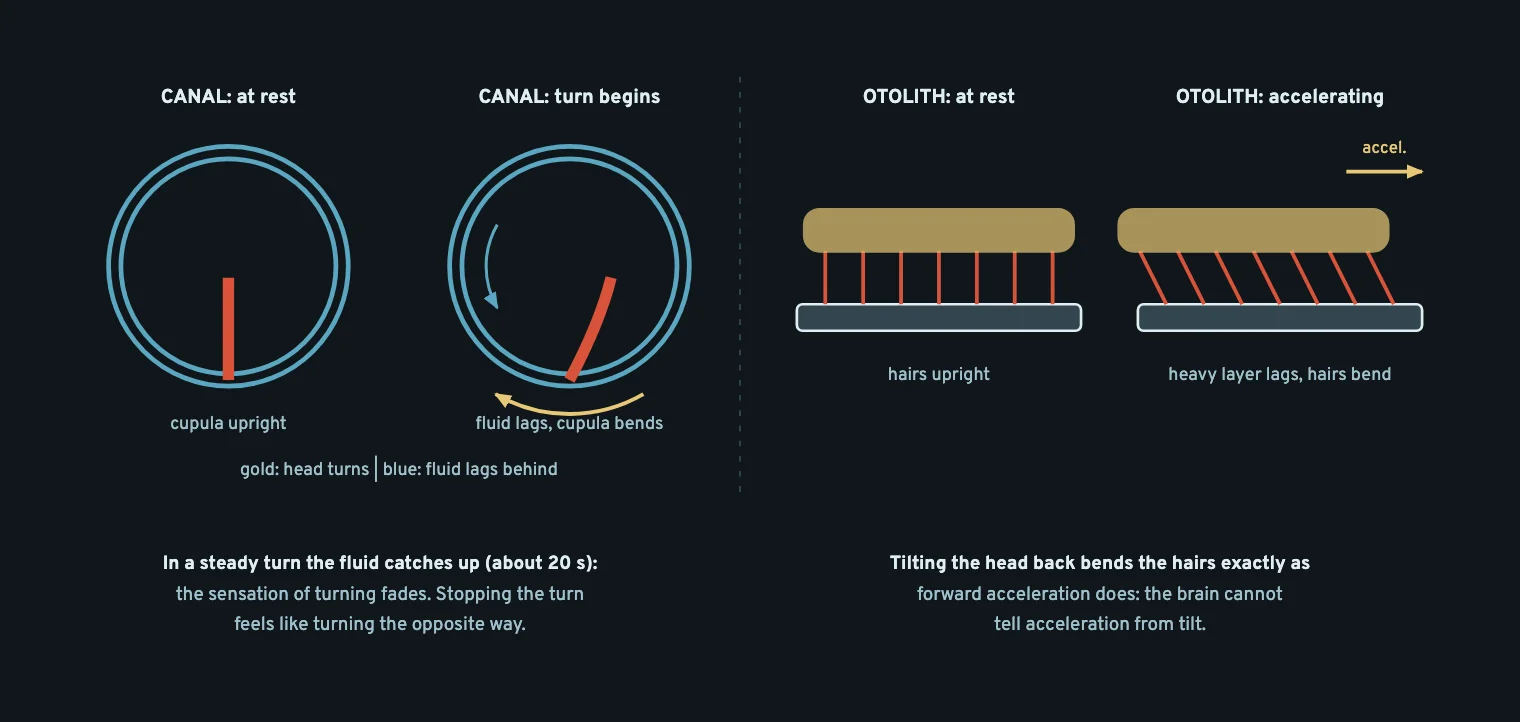 CANAL: at rest
CANAL: turn begins
cupula upright
fluid lags, cupula bends
gold: head turns | blue: fluid lags behind
In a steady turn the fluid catches up (about 20 s):
the sensation of turning fades. Stopping the turn
feels like turning the opposite way.
OTOLITH: at rest
OTOLITH: accelerating
accel.
hairs upright
heavy layer lags, hairs bend
Tilting the head back bends the hairs exactly as
forward acceleration does: the brain cannot
tell acceleration from tilt.